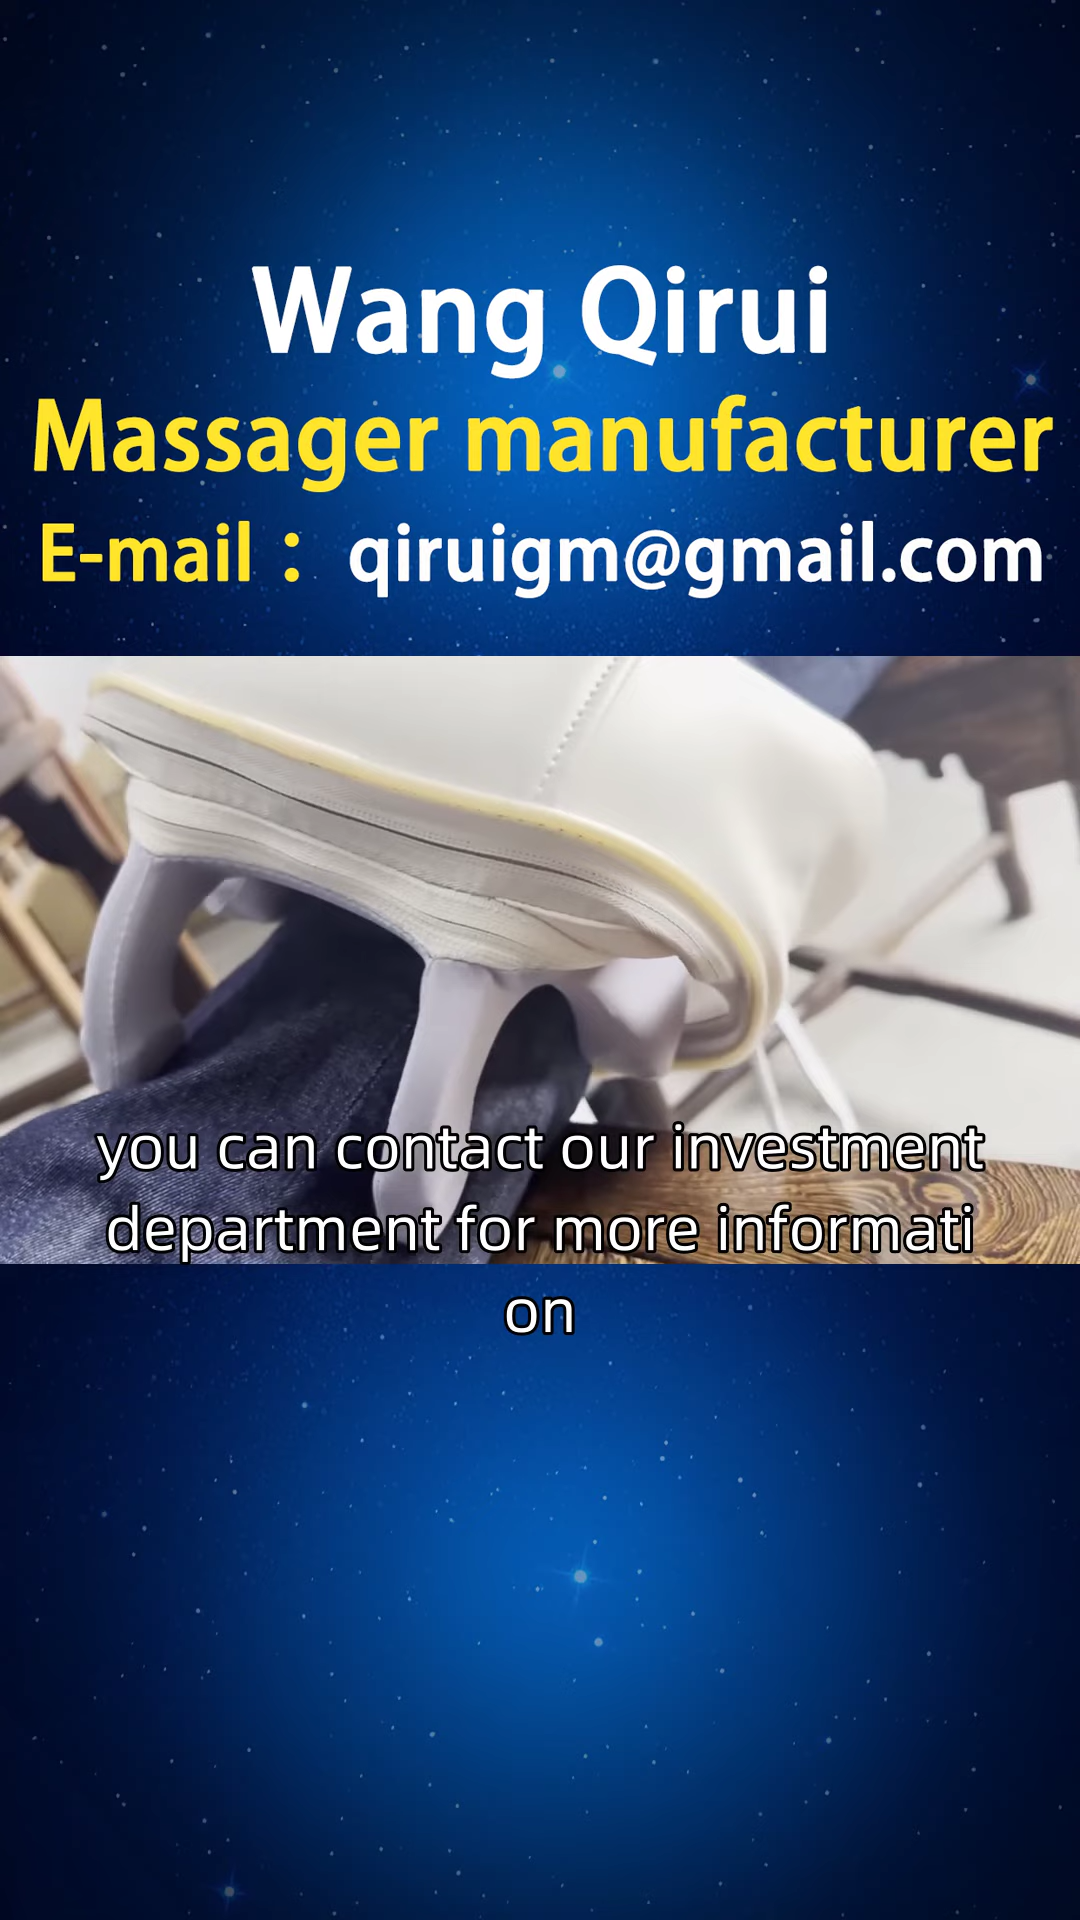 Wang Qirui
Massager manufacturer
E-mail： qiruigm@gmail.com
you can contact our investment
department for more informati
on